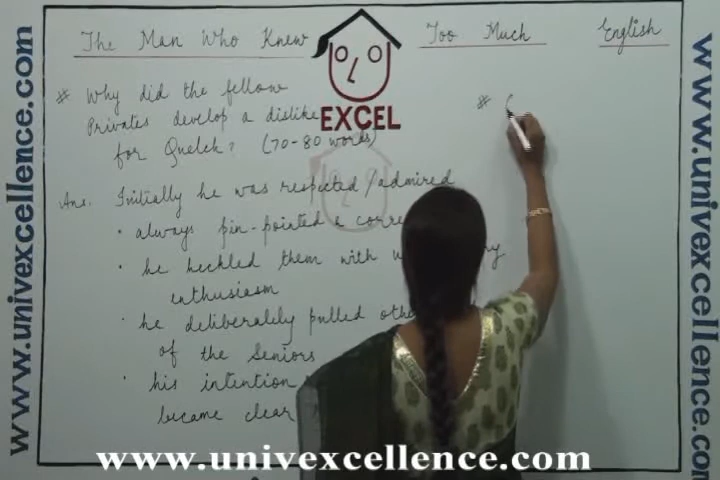 The Man Who Knew Too Much English
# Why did the fellow
Privates develop a dislike
for Quelch? (70-80 words)
Ans. Initially he was respected/admired
• always pin-pointed &
• he heckled them with
enthusiasm
• he deliberately pulled
of the Seniors
• his intention
became clear
#
EXCEL
www.univexcellence.com
www.univexcellence.com
www.univexcellence.com